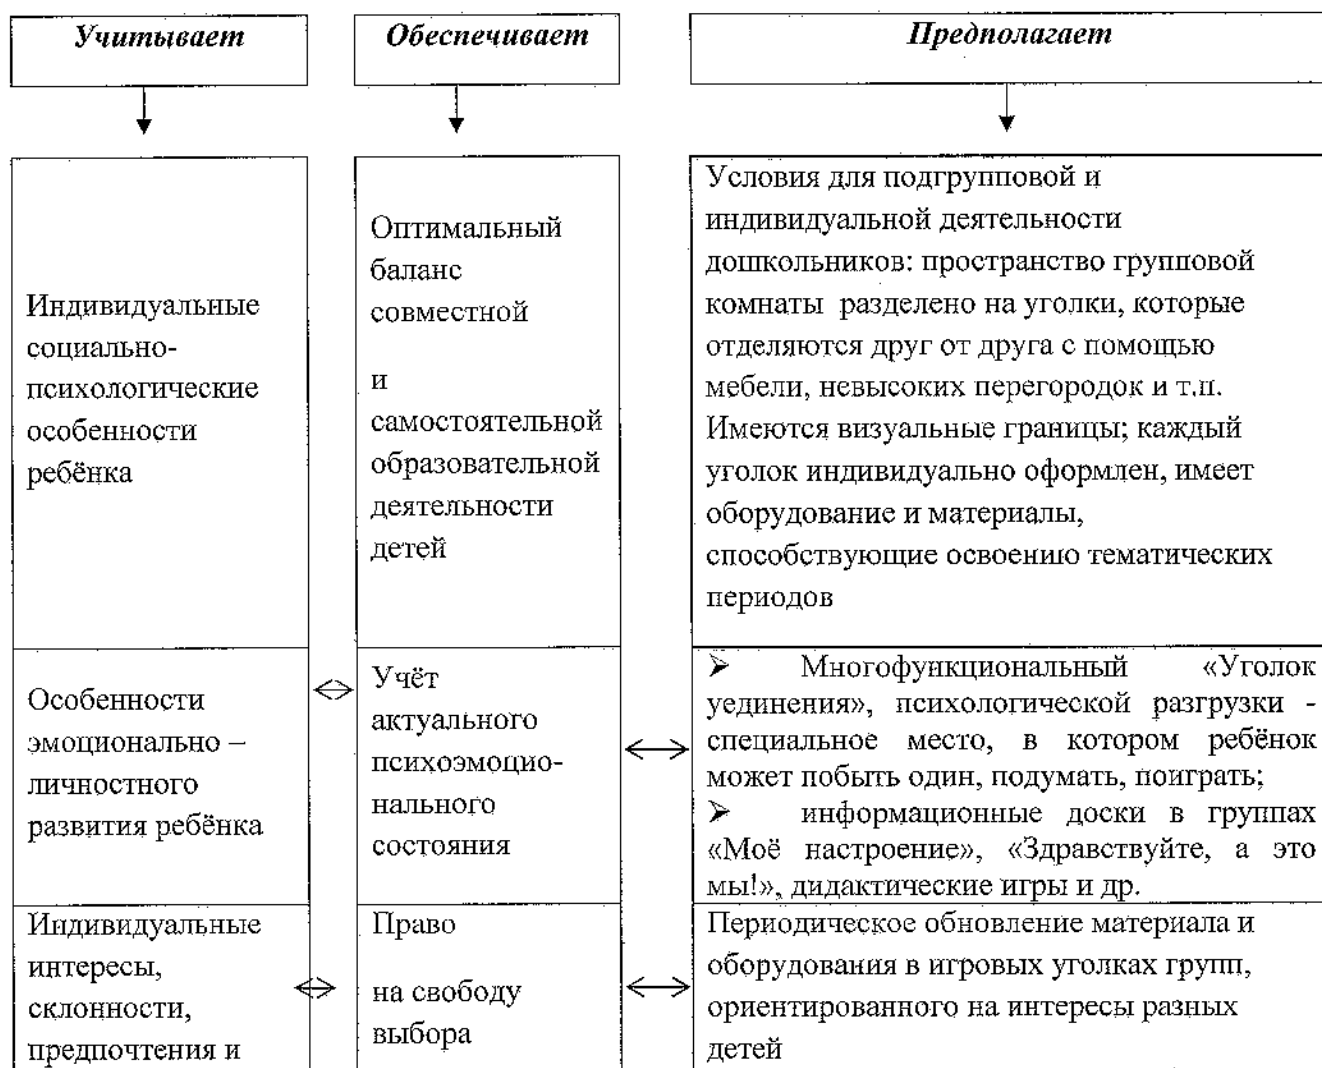 Учитывает
Обеспечивает
Предполагает
Индивидуальные
социально-
психологические
особенности
ребёнка
Оптимальный
баланс
совместной
и
самостоятельной
образовательной
деятельности
детей
Условия для подгрупповой и
индивидуальной деятельности
дошкольников: пространство групповой
комнаты разделено на уголки, которые
отделяются друг от друга с помощью
мебели, невысоких перегородок и т.п.
Имеются визуальные границы; каждый
уголок индивидуально оформлен, имеет
оборудование и материалы,
способствующие освоению тематических
периодов
Особенности
эмоционально –
личностного
развития ребёнка
Учёт
актуального
психоэмоцио-
нального
состояния
➢ Многофункциональный «Уголок
уединения», психологической разгрузки -
специальное место, в котором ребёнок
может побыть один, подумать, поиграть;
➢ информационные доски в группах
«Моё настроение», «Здравствуйте, а это
мы!», дидактические игры и др.
Индивидуальные
интересы,
склонности,
предпочтения и
Право
на свободу
выбора
Периодическое обновление материала и
оборудования в игровых уголках групп,
ориентированного на интересы разных
детей